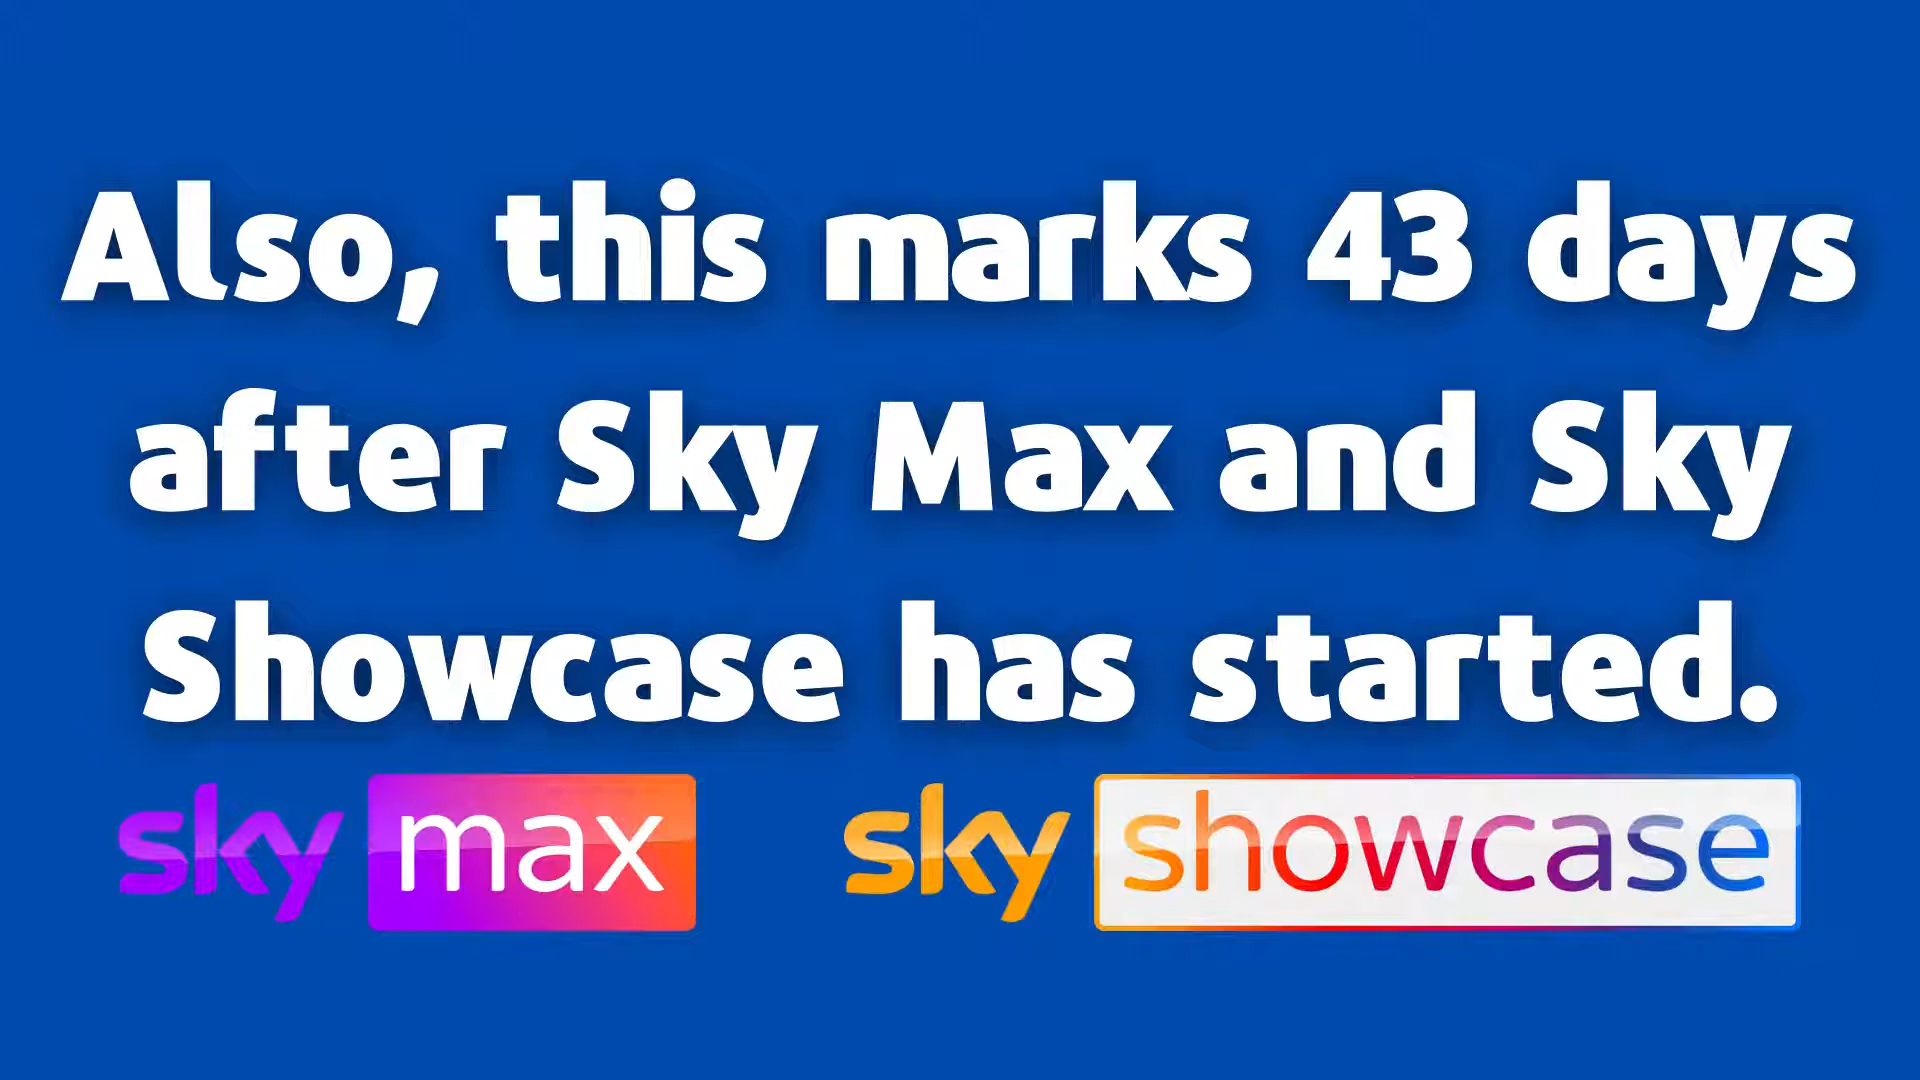 Also, this marks 43 days
after Sky Max and Sky
Showcase has started.
sky max sky showcase